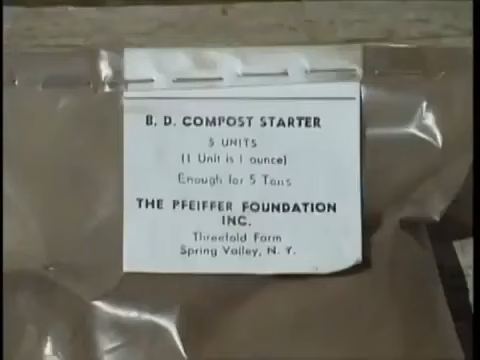 B. D. COMPOST STARTER
5 UNITS
(1 Unit is 1 ounce)
Enough for 5 Tons
THE PFEIFFER FOUNDATION
INC.
Threefold Farm
Spring Valley, N. Y.